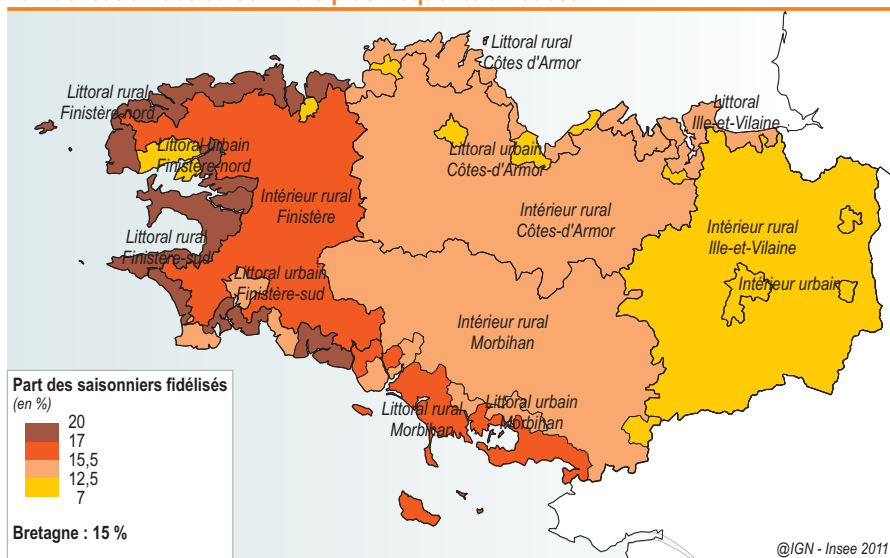 Littoral rural
Côtes d'Armor
Littoral rural
Finistère-nord
Littoral
Ille-et-Vilaine
Littoral urbain
Finistère-nord
Littoral urbain
Côtes-d'Armor
Intérieur rural
Finistère
Intérieur rural
Côtes-d'Armor
Intérieur rural
Ille-et-Vilaine
Littoral rural
Finistère-sud
Littoral urbain
Finistère-sud
Intérieur urbain
Intérieur rural
Morbihan
Littoral rural
Morbihan
Littoral urbain
Morbihan
Part des saisonniers fidélisés
(en %)
20
17
15,5
12,5
7
Bretagne : 15 %
@IGN - Insee 2011